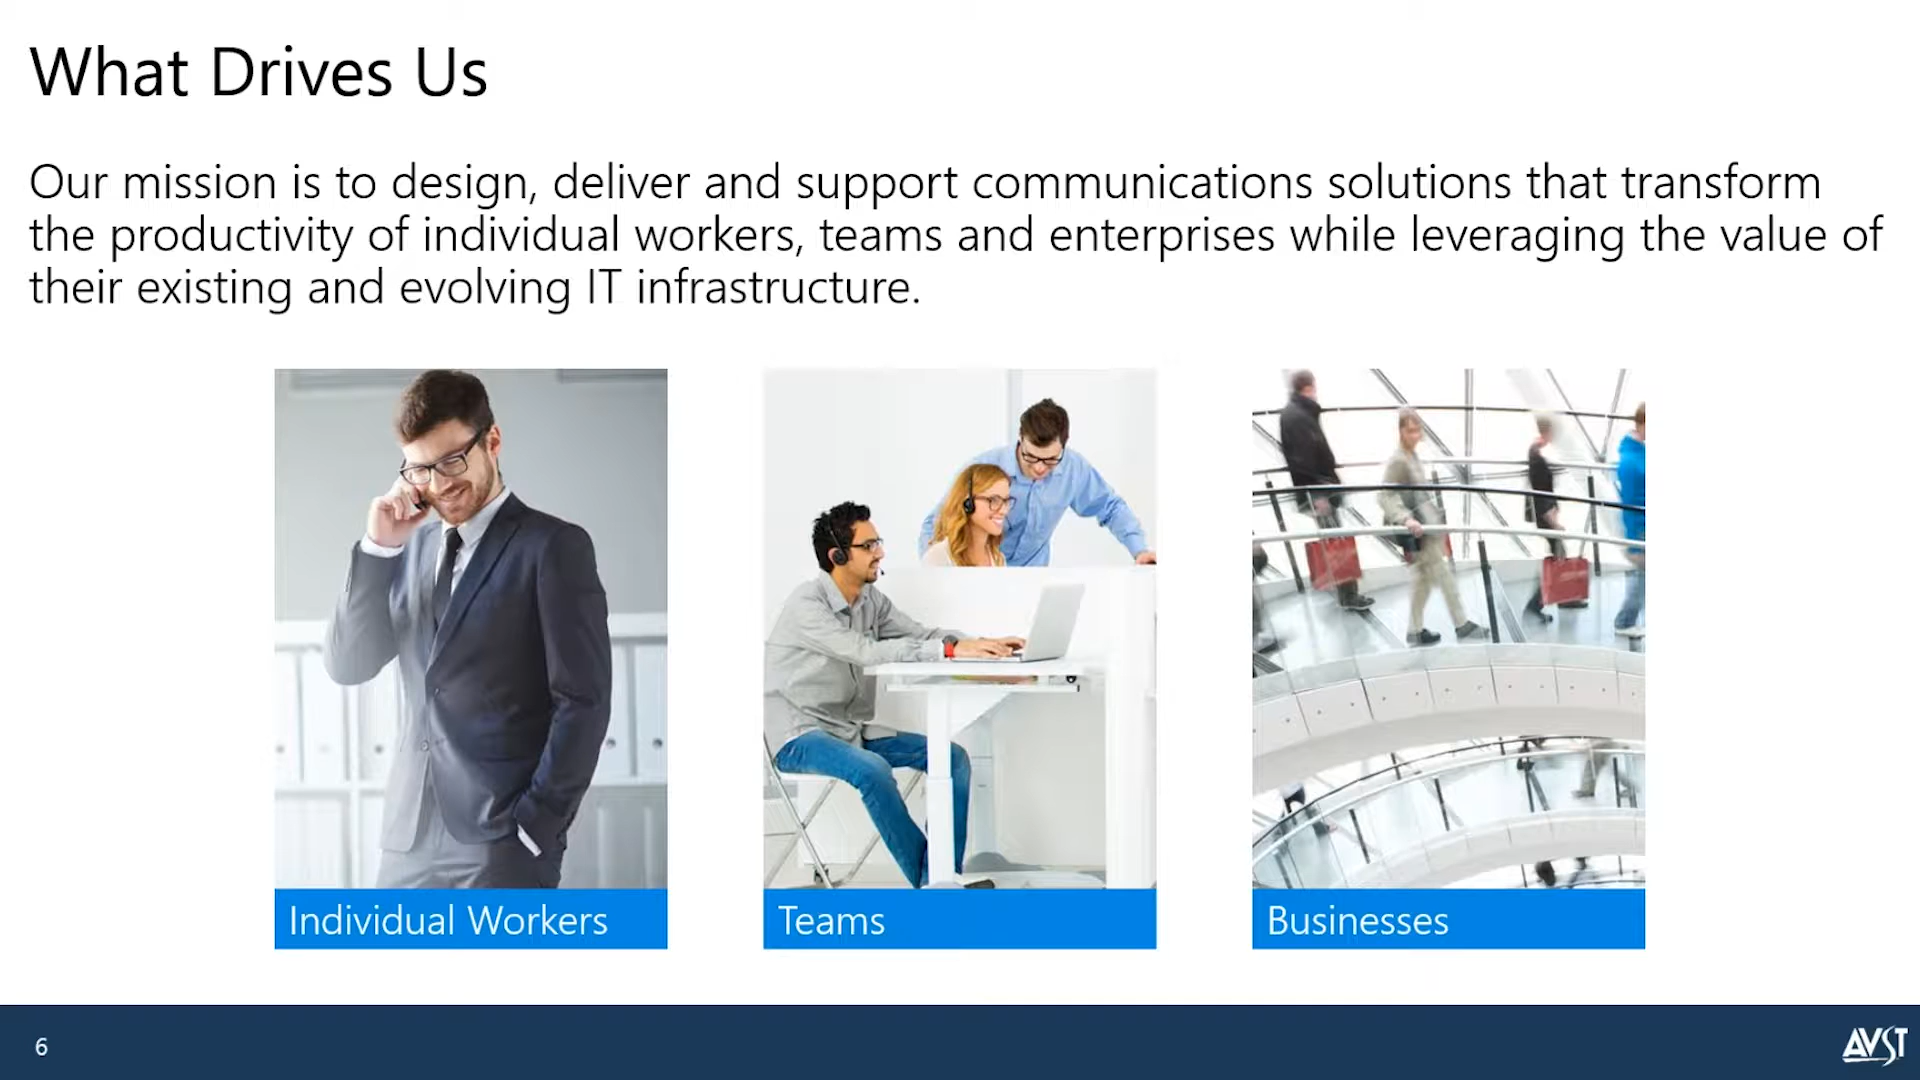 What Drives Us
Our mission is to design, deliver and support communications solutions that transform
the productivity of individual workers, teams and enterprises while leveraging the value of
their existing and evolving IT infrastructure.
Individual Workers
Teams
Businesses
6
AVST